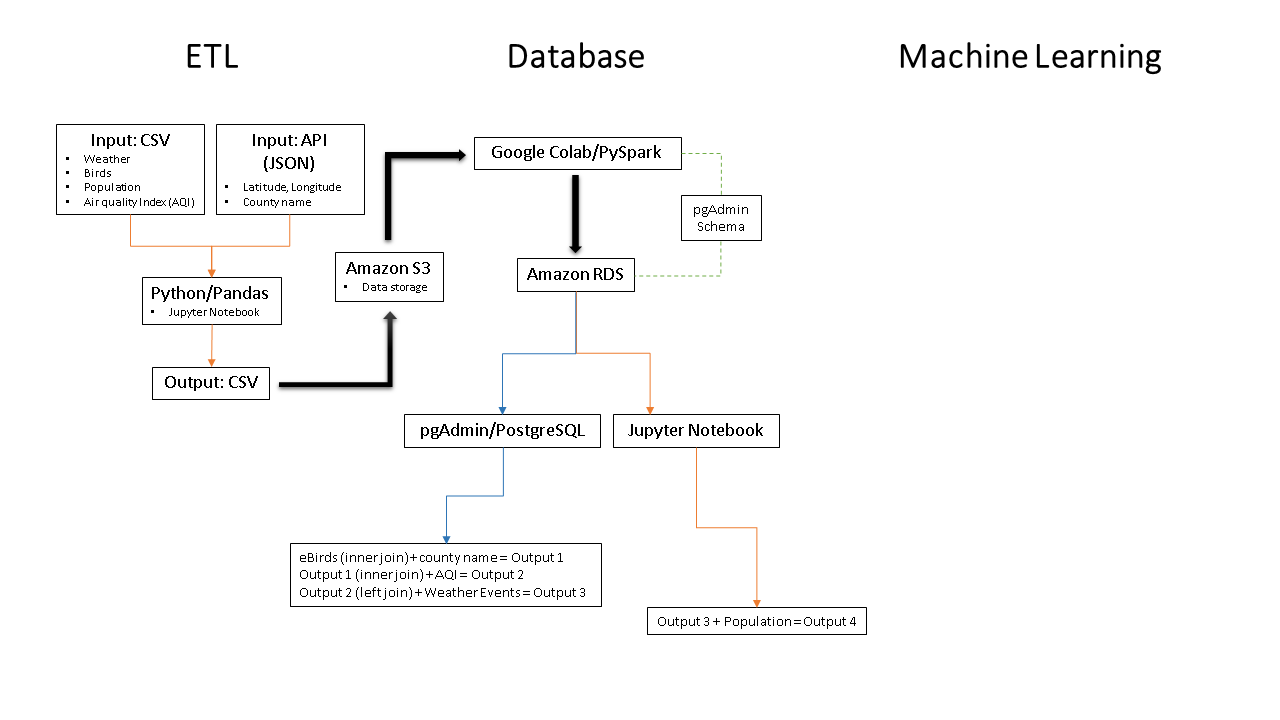 ETL
Database
Machine Learning
Input: CSV
• Weather
• Birds
• Population
• Air quality Index (AQI)
Input: API
(JSON)
• Latitude, Longitude
• County name
Google Colab/PySpark
pgAdmin
Schema
Amazon S3
• Data storage
Amazon RDS
Python/Pandas
• Jupyter Notebook
Output: CSV
pgAdmin/PostgreSQL
Jupyter Notebook
eBirds (inner join) + county name = Output 1
Output 1 (inner join) + AQI = Output 2
Output 2 (left join) + Weather Events = Output 3
Output 3 + Population = Output 4